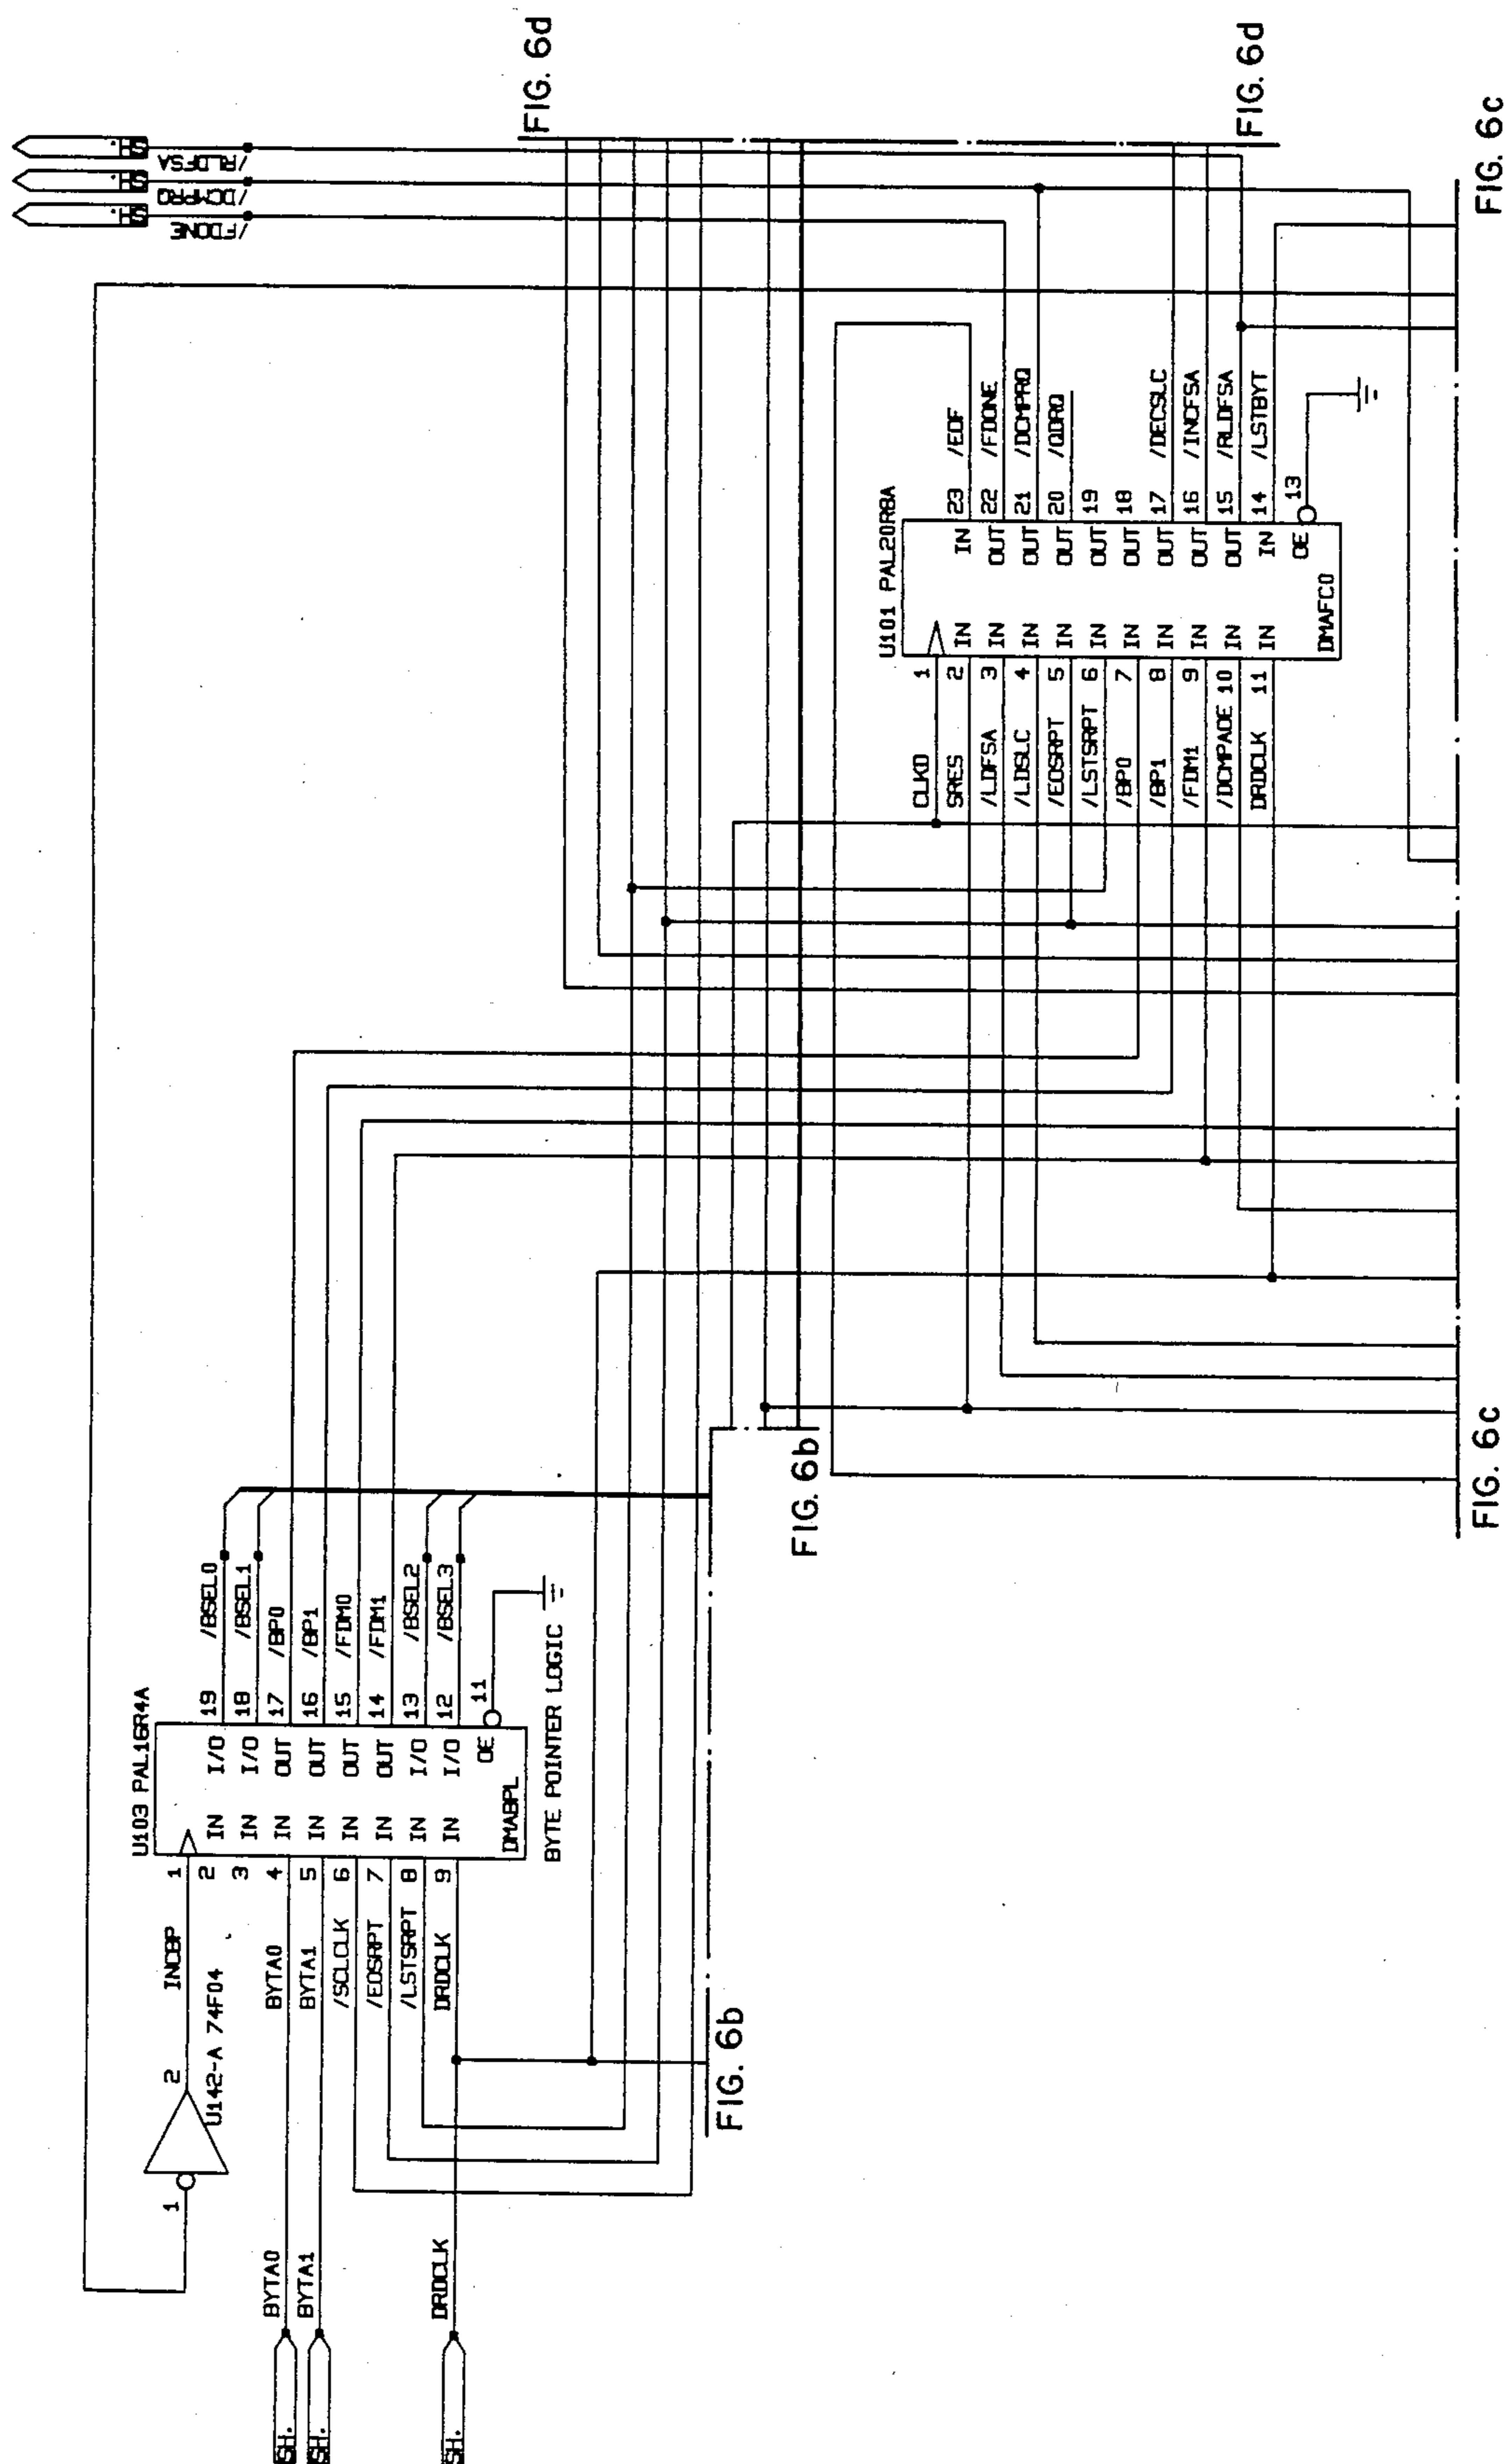 FIG. 6d
FIG. 6d
FIG. 6c
FIG. 6c
FIG. 6b
FIG. 6b
SH.
/RLDFSA
SH.
/DCMPRQ
SH.
/FDONE
SH.
BYTA0
SH.
BYTA1
SH.
DRDCLK
1
2
INCBP
U142-A 74F04
U103 PAL16R4A
1
2 IN
3 IN
BYTA0 4 IN
BYTA1 5 IN
/SCLCLK 6 IN
/EOSRPT 7 IN
/LSTSRPT 8 IN
DRDCLK 9 IN
I/O 19 /BSEL0
I/O 18 /BSEL1
OUT 17 /BP0
OUT 16 /BP1
OUT 15 /FDM0
OUT 14 /FDM1
I/O 13 /BSEL2
I/O 12 /BSEL3
OE 11
DMABPL
BYTE POINTER LOGIC
U101 PAL20R8A
CLKD 1
SRES 2 IN
/LDFSA 3 IN
/LDSLC 4 IN
/EOSRPT 5 IN
/LSTSRPT 6 IN
/BP0 7 IN
/BP1 8 IN
/FDM1 9 IN
/DCMPADE 10 IN
DRDCLK 11 IN
IN 23 /EOF
OUT 22 /FDONE
OUT 21 /DCMPRQ
OUT 20 /QDRQ
OUT 19
OUT 18
OUT 17 /DECSLC
OUT 16 /INCFSA
OUT 15 /RLDFSA
IN 14 /LSTBYT
OE 13
DMAFC0